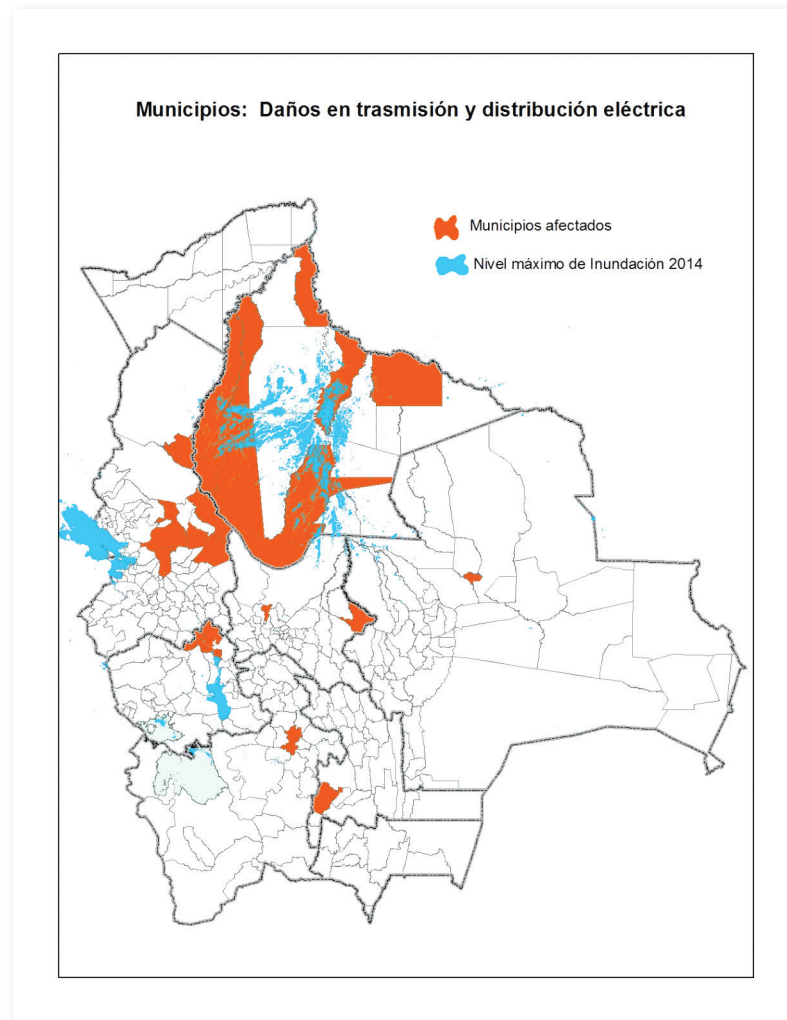 Municipios: Daños en trasmisión y distribución eléctrica
Municipios afectados
Nivel máximo de Inundación 2014